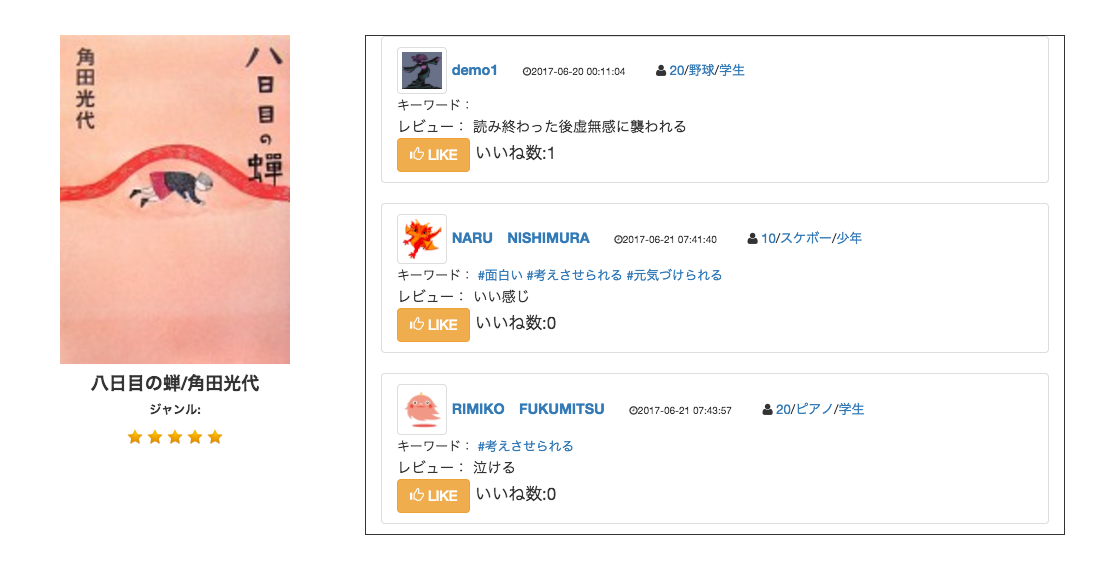 角田光代
八日目の蟬
八日目の蝉/角田光代
ジャンル:
demo1 2017-06-20 00:11:04 20/野球/学生
キーワード：
レビュー： 読み終わった後虚無感に襲われる
LIKE いいね数:1
NARU NISHIMURA 2017-06-21 07:41:40 10/スケボー/少年
キーワード： #面白い #考えさせられる #元気づけられる
レビュー： いい感じ
LIKE いいね数:0
RIMIKO FUKUMITSU 2017-06-21 07:43:57 20/ピアノ/学生
キーワード： #考えさせられる
レビュー： 泣ける
LIKE いいね数:0